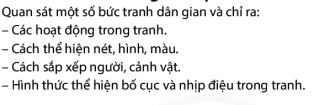 Quan sát một số bức tranh dân gian và chỉ ra:
– Các hoạt động trong tranh.
– Cách thể hiện nét, hình, màu.
– Cách sắp xếp người, cảnh vật.
– Hình thức thể hiện bố cục và nhịp điệu trong tranh.